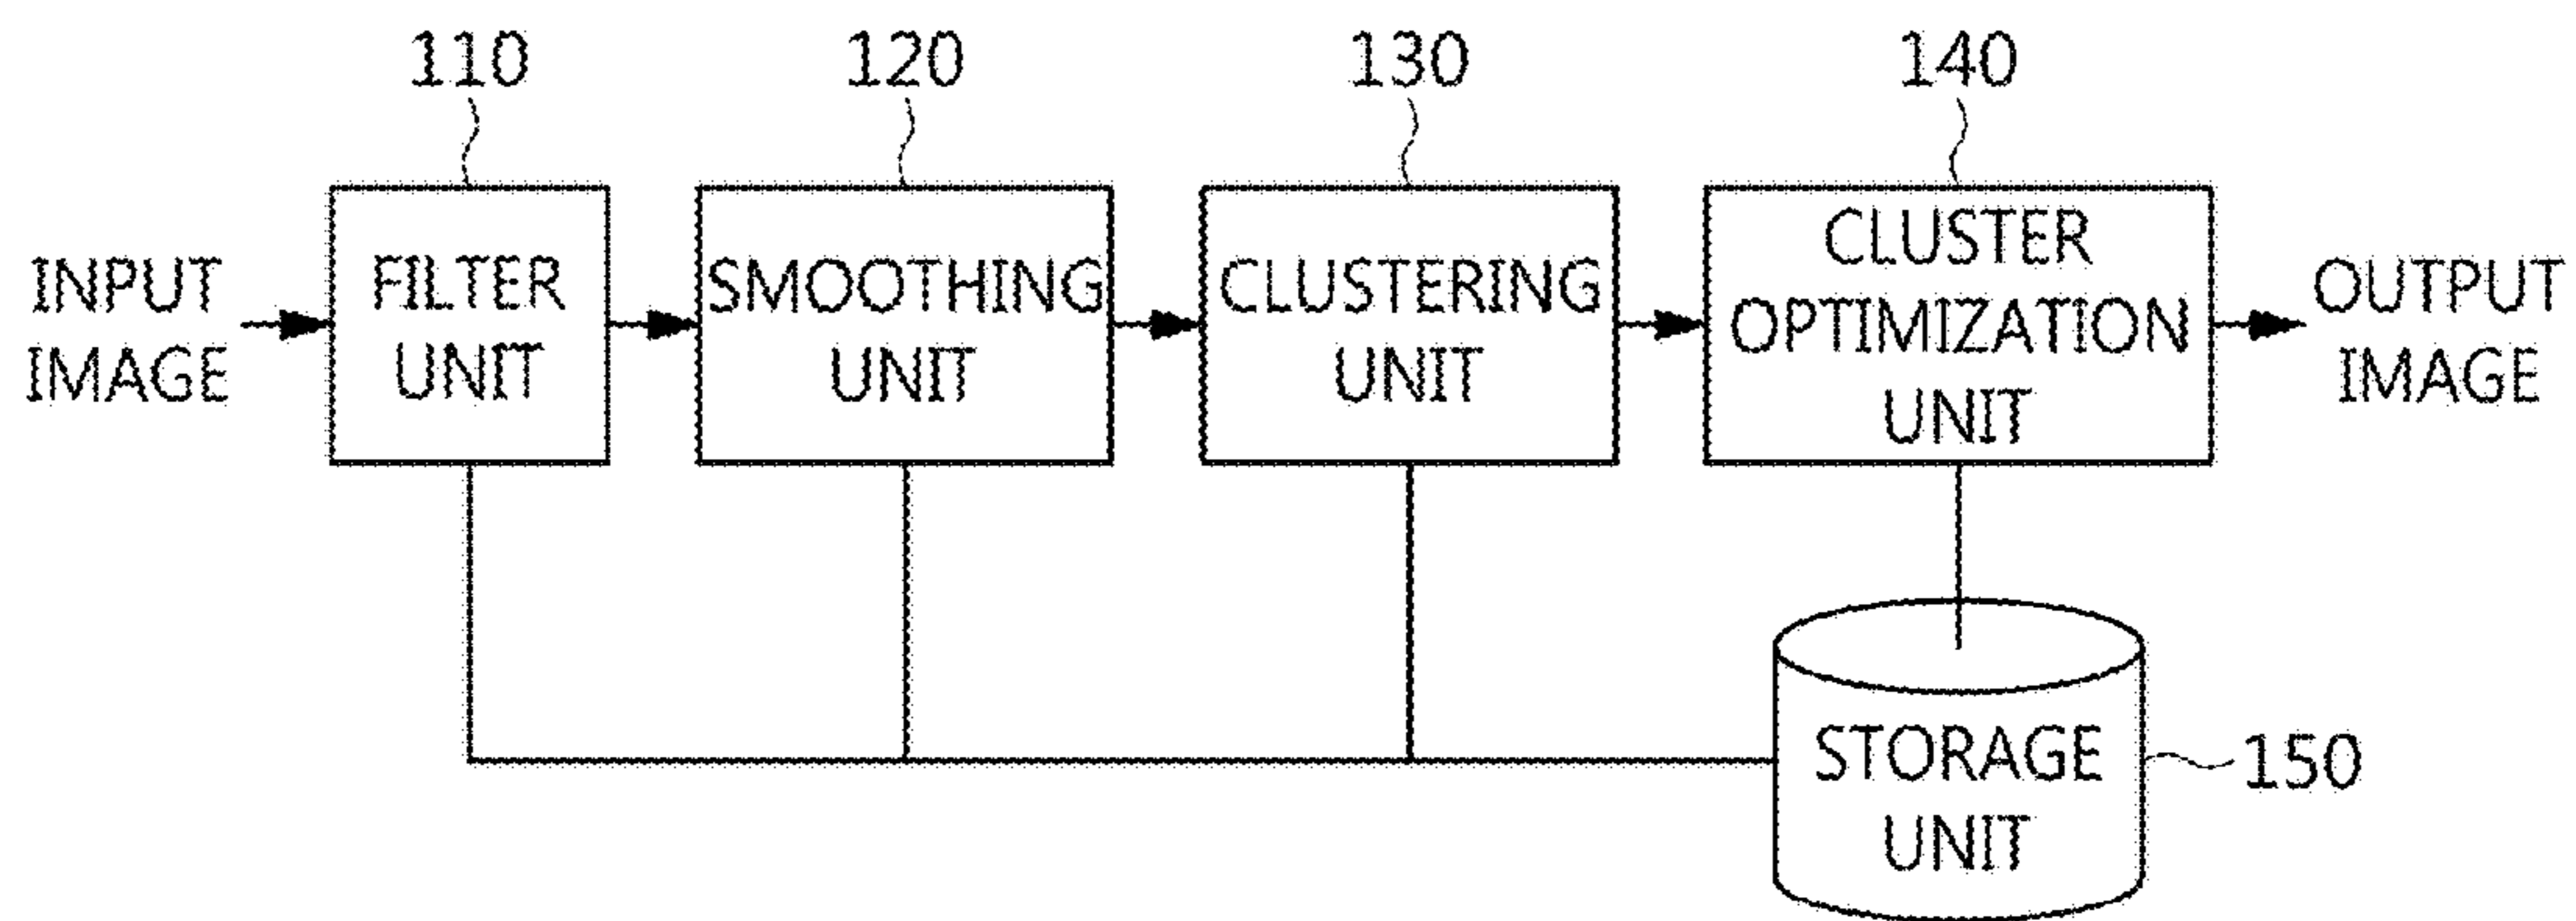 110
120
130
140
INPUT
IMAGE
FILTER
UNIT
SMOOTHING
UNIT
CLUSTERING
UNIT
CLUSTER
OPTIMIZATION
UNIT
OUTPUT
IMAGE
STORAGE
UNIT
150